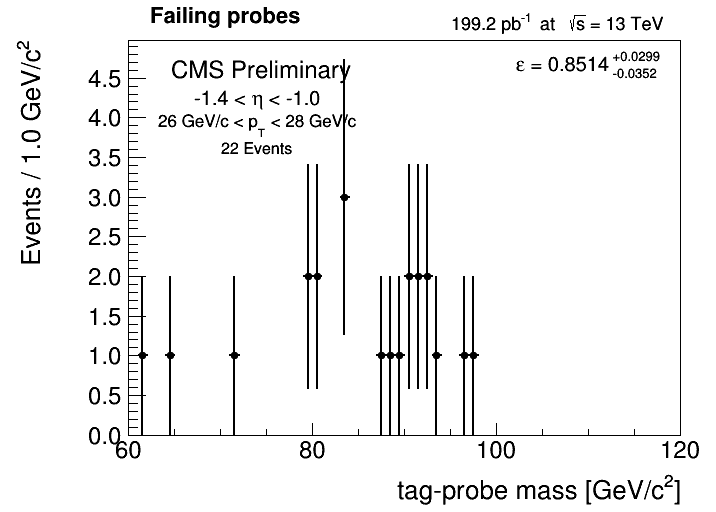 Failing probes
199.2 pb⁻¹ at √s = 13 TeV
CMS Preliminary
ε = 0.8514 +0.0299 -0.0352
-1.4 < η < -1.0
26 GeV/c < p_T < 28 GeV/c
22 Events
Events / 1.0 GeV/c²
4.5
4.0
3.5
3.0
2.5
2.0
1.5
1.0
0.5
0.0
60 80 100 120
tag-probe mass [GeV/c²]